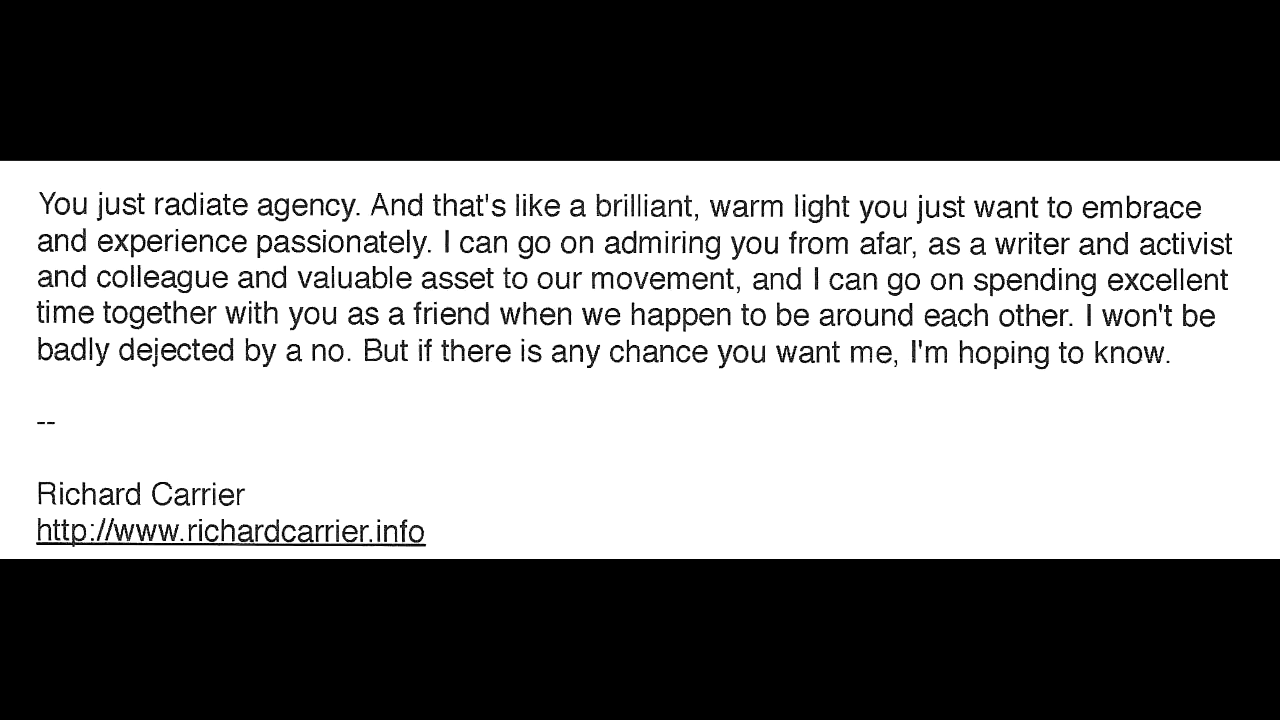 You just radiate agency. And that's like a brilliant, warm light you just want to embrace
and experience passionately. I can go on admiring you from afar, as a writer and activist
and colleague and valuable asset to our movement, and I can go on spending excellent
time together with you as a friend when we happen to be around each other. I won't be
badly dejected by a no. But if there is any chance you want me, I'm hoping to know.
--
Richard Carrier
http://www.richardcarrier.info